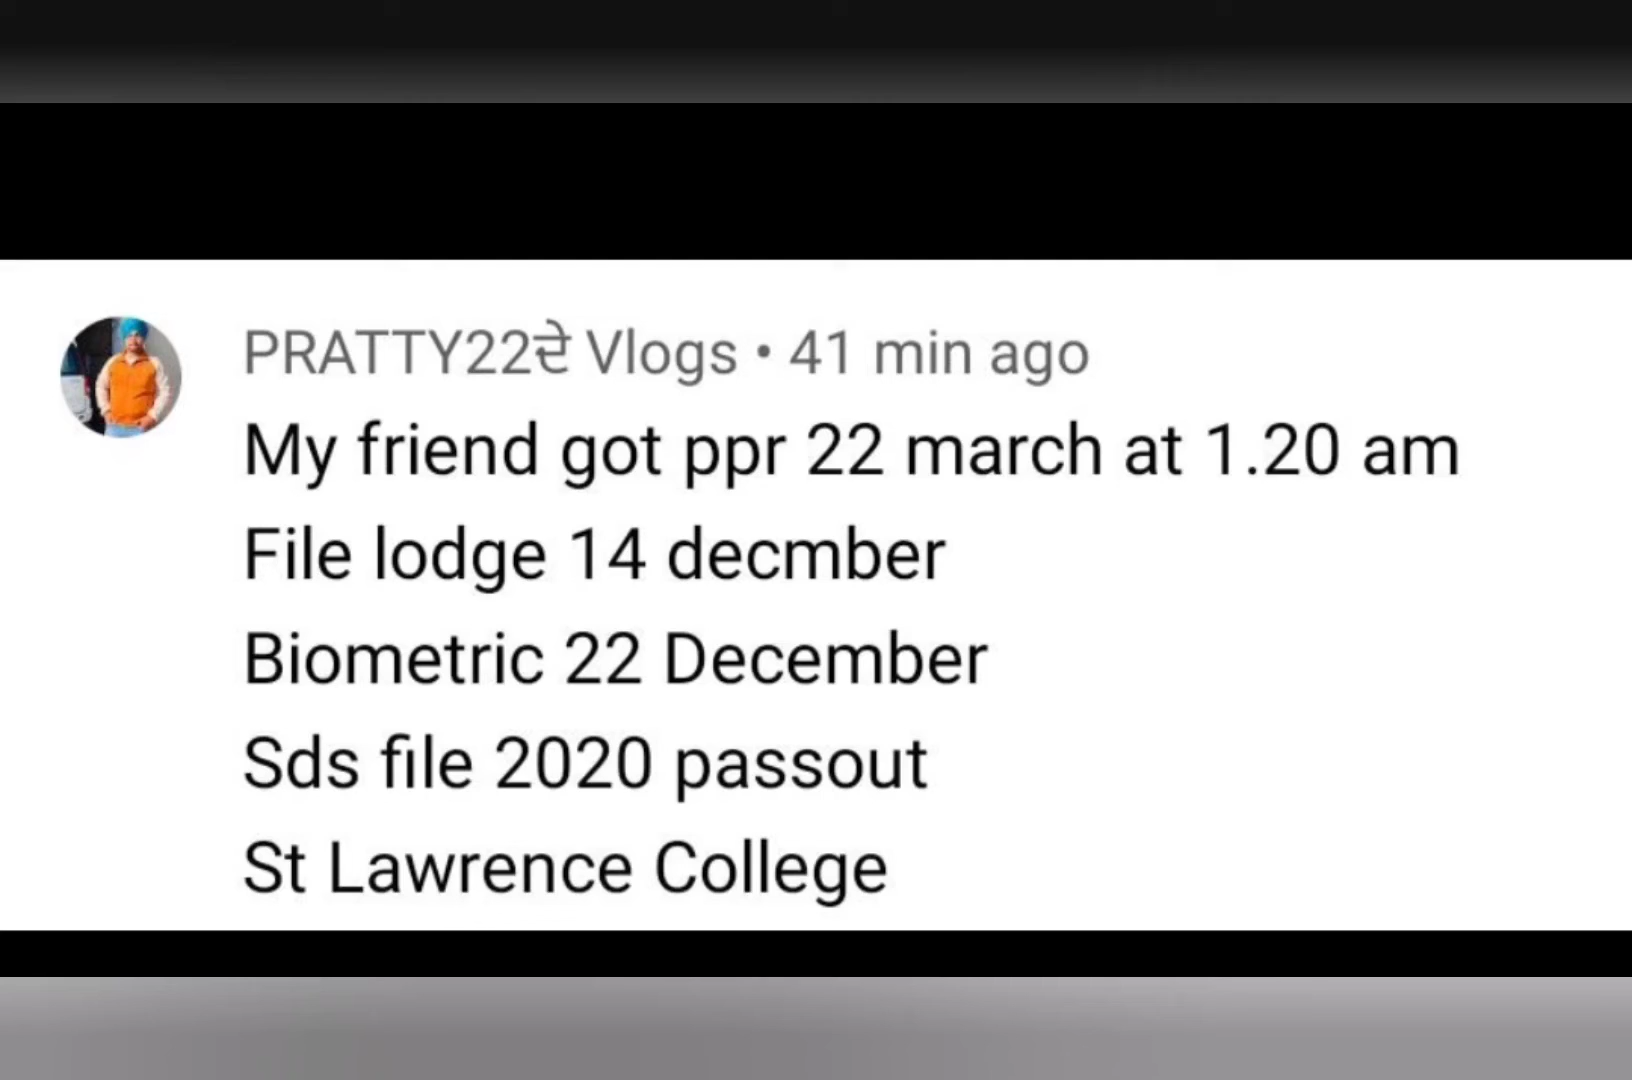 PRATTY22ਦੇ Vlogs • 41 min ago
My friend got ppr 22 march at 1.20 am
File lodge 14 decmber
Biometric 22 December
Sds file 2020 passout
St Lawrence College